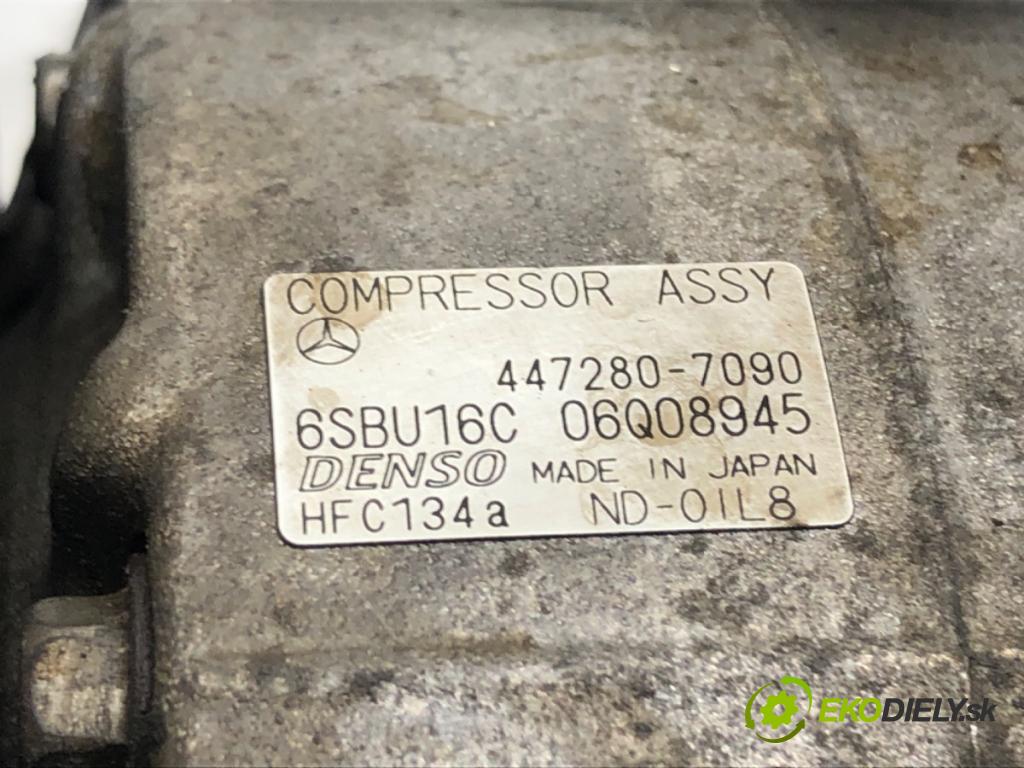 COMPRESSOR ASSY
447280-7090
6SBU16C 06Q08945
DENSO MADE IN JAPAN
HFC134a ND-OIL8
EKODIELY.sk